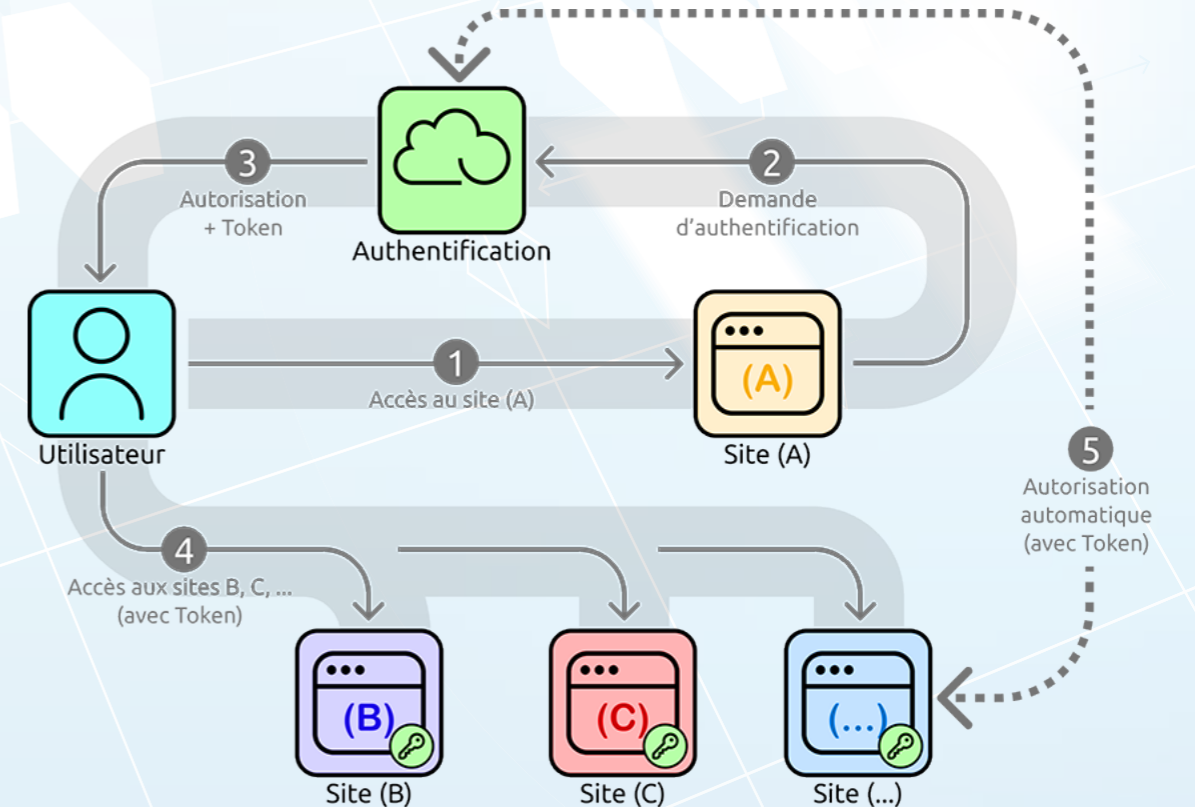 3
Autorisation
+ Token
2
Demande
d'authentification
Authentification
1
Accès au site (A)
(A)
Utilisateur
Site (A)
5
Autorisation
automatique
(avec Token)
4
Accès aux sites B, C, ...
(avec Token)
(B)
(C)
(...)
Site (B)
Site (C)
Site (...)